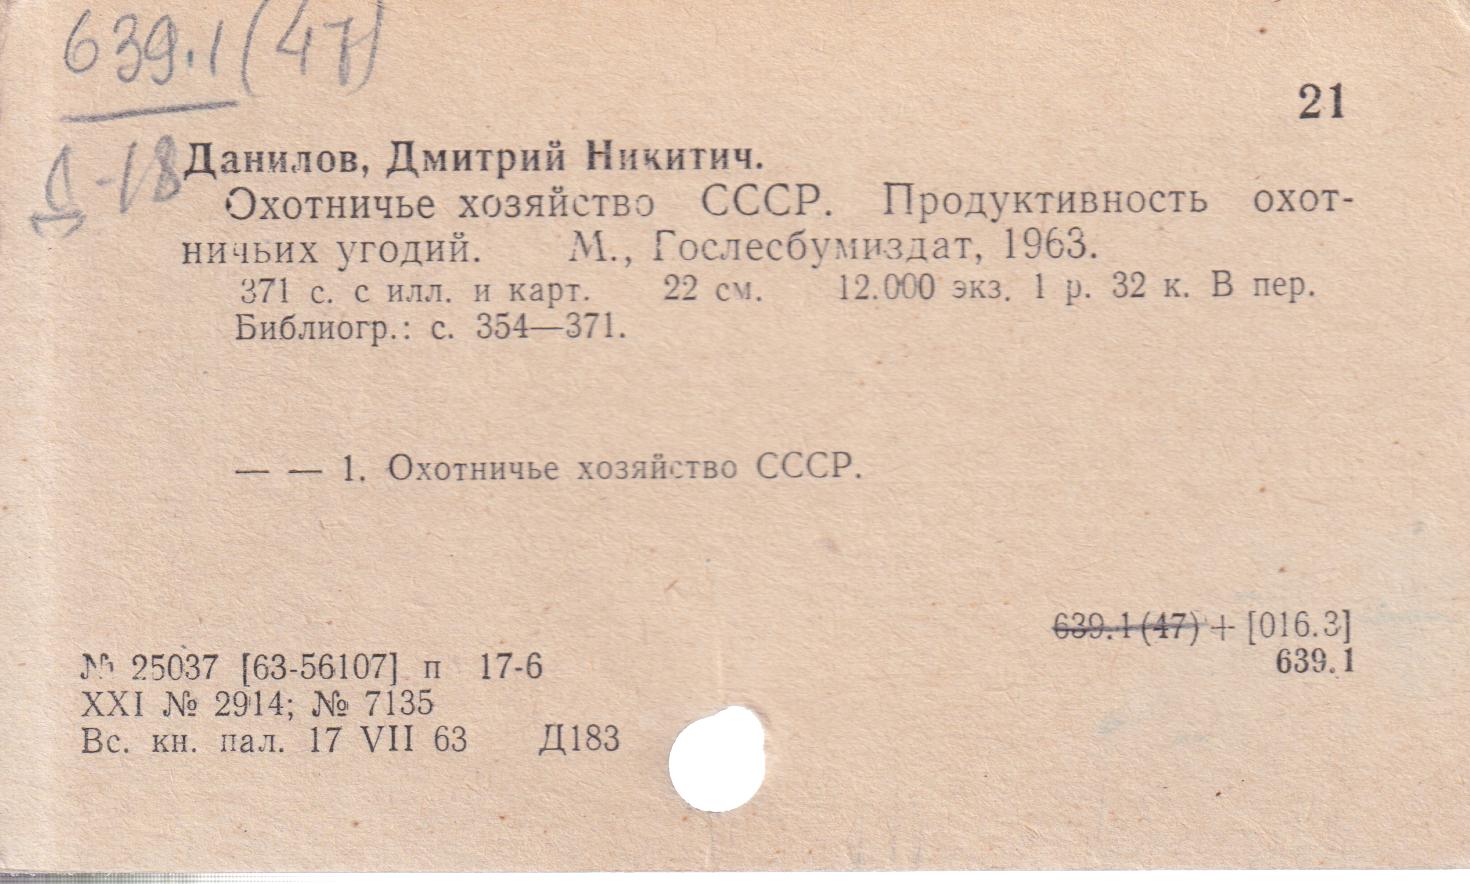 639.1(47)
21
Д-18
Данилов, Дмитрий Никитич.
Охотничье хозяйство СССР. Продуктивность охот-
ничьих угодий. М., Гослесбумиздат, 1963.
371 с. с илл. и карт. 22 см. 12.000 экз. 1 р. 32 к. В пер.
Библиогр.: с. 354—371.
— — 1. Охотничье хозяйство СССР.
639.1(47) + [016.3]
639.1
№ 25037 [63-56107] п 17-6
XXI № 2914; № 7135
Вс. кн. пал. 17 VII 63 Д183